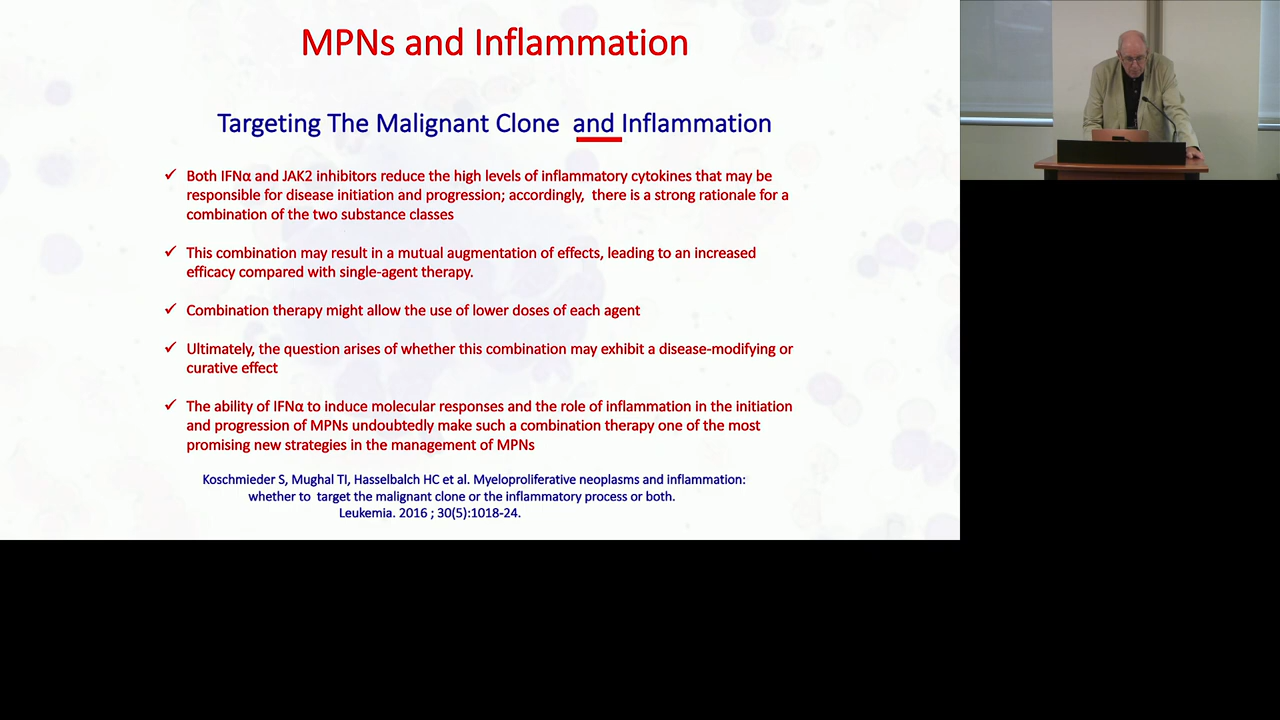 MPNs and Inflammation
Targeting The Malignant Clone and Inflammation
✓ Both IFNα and JAK2 inhibitors reduce the high levels of inflammatory cytokines that may be
responsible for disease initiation and progression; accordingly, there is a strong rationale for a
combination of the two substance classes
✓ This combination may result in a mutual augmentation of effects, leading to an increased
efficacy compared with single-agent therapy.
✓ Combination therapy might allow the use of lower doses of each agent
✓ Ultimately, the question arises of whether this combination may exhibit a disease-modifying or
curative effect
✓ The ability of IFNα to induce molecular responses and the role of inflammation in the initiation
and progression of MPNs undoubtedly make such a combination therapy one of the most
promising new strategies in the management of MPNs
Koschmieder S, Mughal TI, Hasselbalch HC et al. Myeloproliferative neoplasms and inflammation:
whether to target the malignant clone or the inflammatory process or both.
Leukemia. 2016 ; 30(5):1018-24.